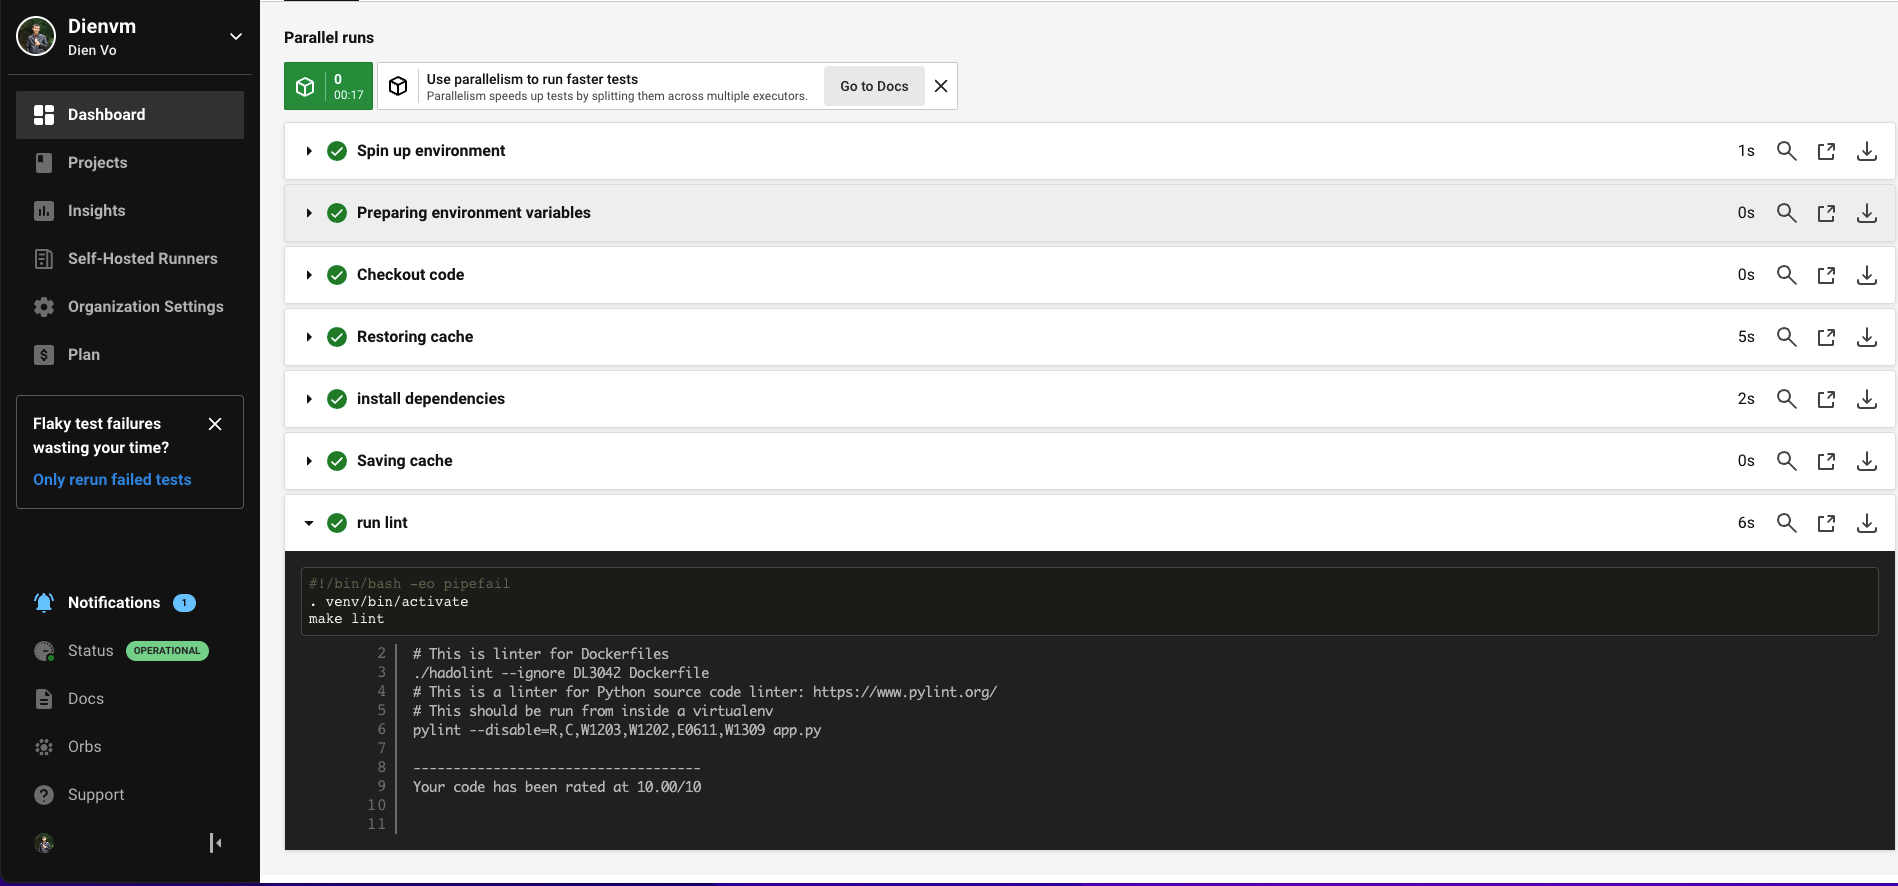 Dienvm
Dien Vo
Dashboard
Projects
Insights
Self-Hosted Runners
Organization Settings
Plan
Flaky test failures
wasting your time?
Only rerun failed tests
Notifications 1
Status OPERATIONAL
Docs
Orbs
Support
Parallel runs
0
00:17
Use parallelism to run faster tests
Parallelism speeds up tests by splitting them across multiple executors.
Go to Docs
Spin up environment 1s
Preparing environment variables 0s
Checkout code 0s
Restoring cache 5s
install dependencies 2s
Saving cache 0s
run lint 6s
#!/bin/bash -eo pipefail
. venv/bin/activate
make lint
2 # This is linter for Dockerfiles
3 ./hadolint --ignore DL3042 Dockerfile
4 # This is a linter for Python source code linter: https://www.pylint.org/
5 # This should be run from inside a virtualenv
6 pylint --disable=R,C,W1203,W1202,E0611,W1309 app.py
7
8 ------------------------------------
9 Your code has been rated at 10.00/10
10
11